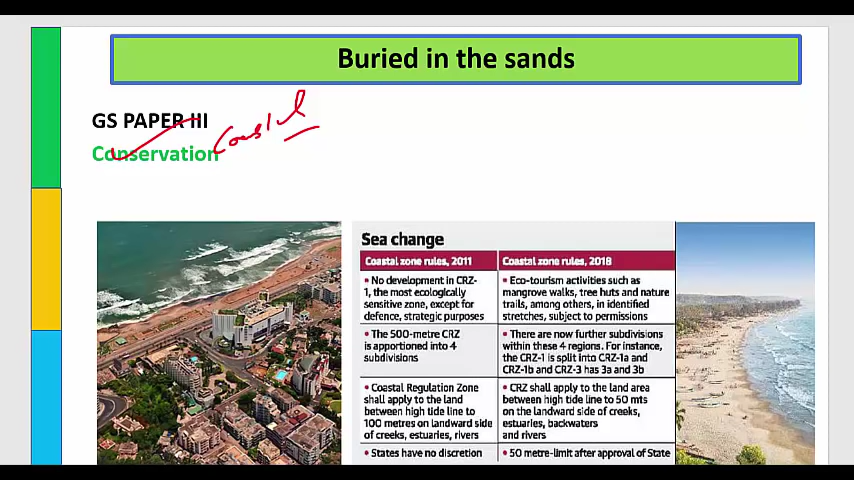 Buried in the sands
GS PAPER III
Conservation
Coastal
Sea change
Coastal zone rules, 2011
Coastal zone rules, 2018
• No development in CRZ-
1, the most ecologically
sensitive zone, except for
defence, strategic purposes
• Eco-tourism activities such as
mangrove walks, tree huts and nature
trails, among others, in identified
stretches, subject to permissions
• The 500-metre CRZ
is apportioned into 4
subdivisions
• There are now further subdivisions
within these 4 regions. For instance,
the CRZ-1 is split into CRZ-1a and
CRZ-1b and CRZ-3 has 3a and 3b
• Coastal Regulation Zone
shall apply to the land
between high tide line to
100 metres on landward side
of creeks, estuaries, rivers
• CRZ shall apply to the land area
between high tide line to 50 mts
on the landward side of creeks,
estuaries, backwaters
and rivers
• States have no discretion
• 50 metre-limit after approval of State